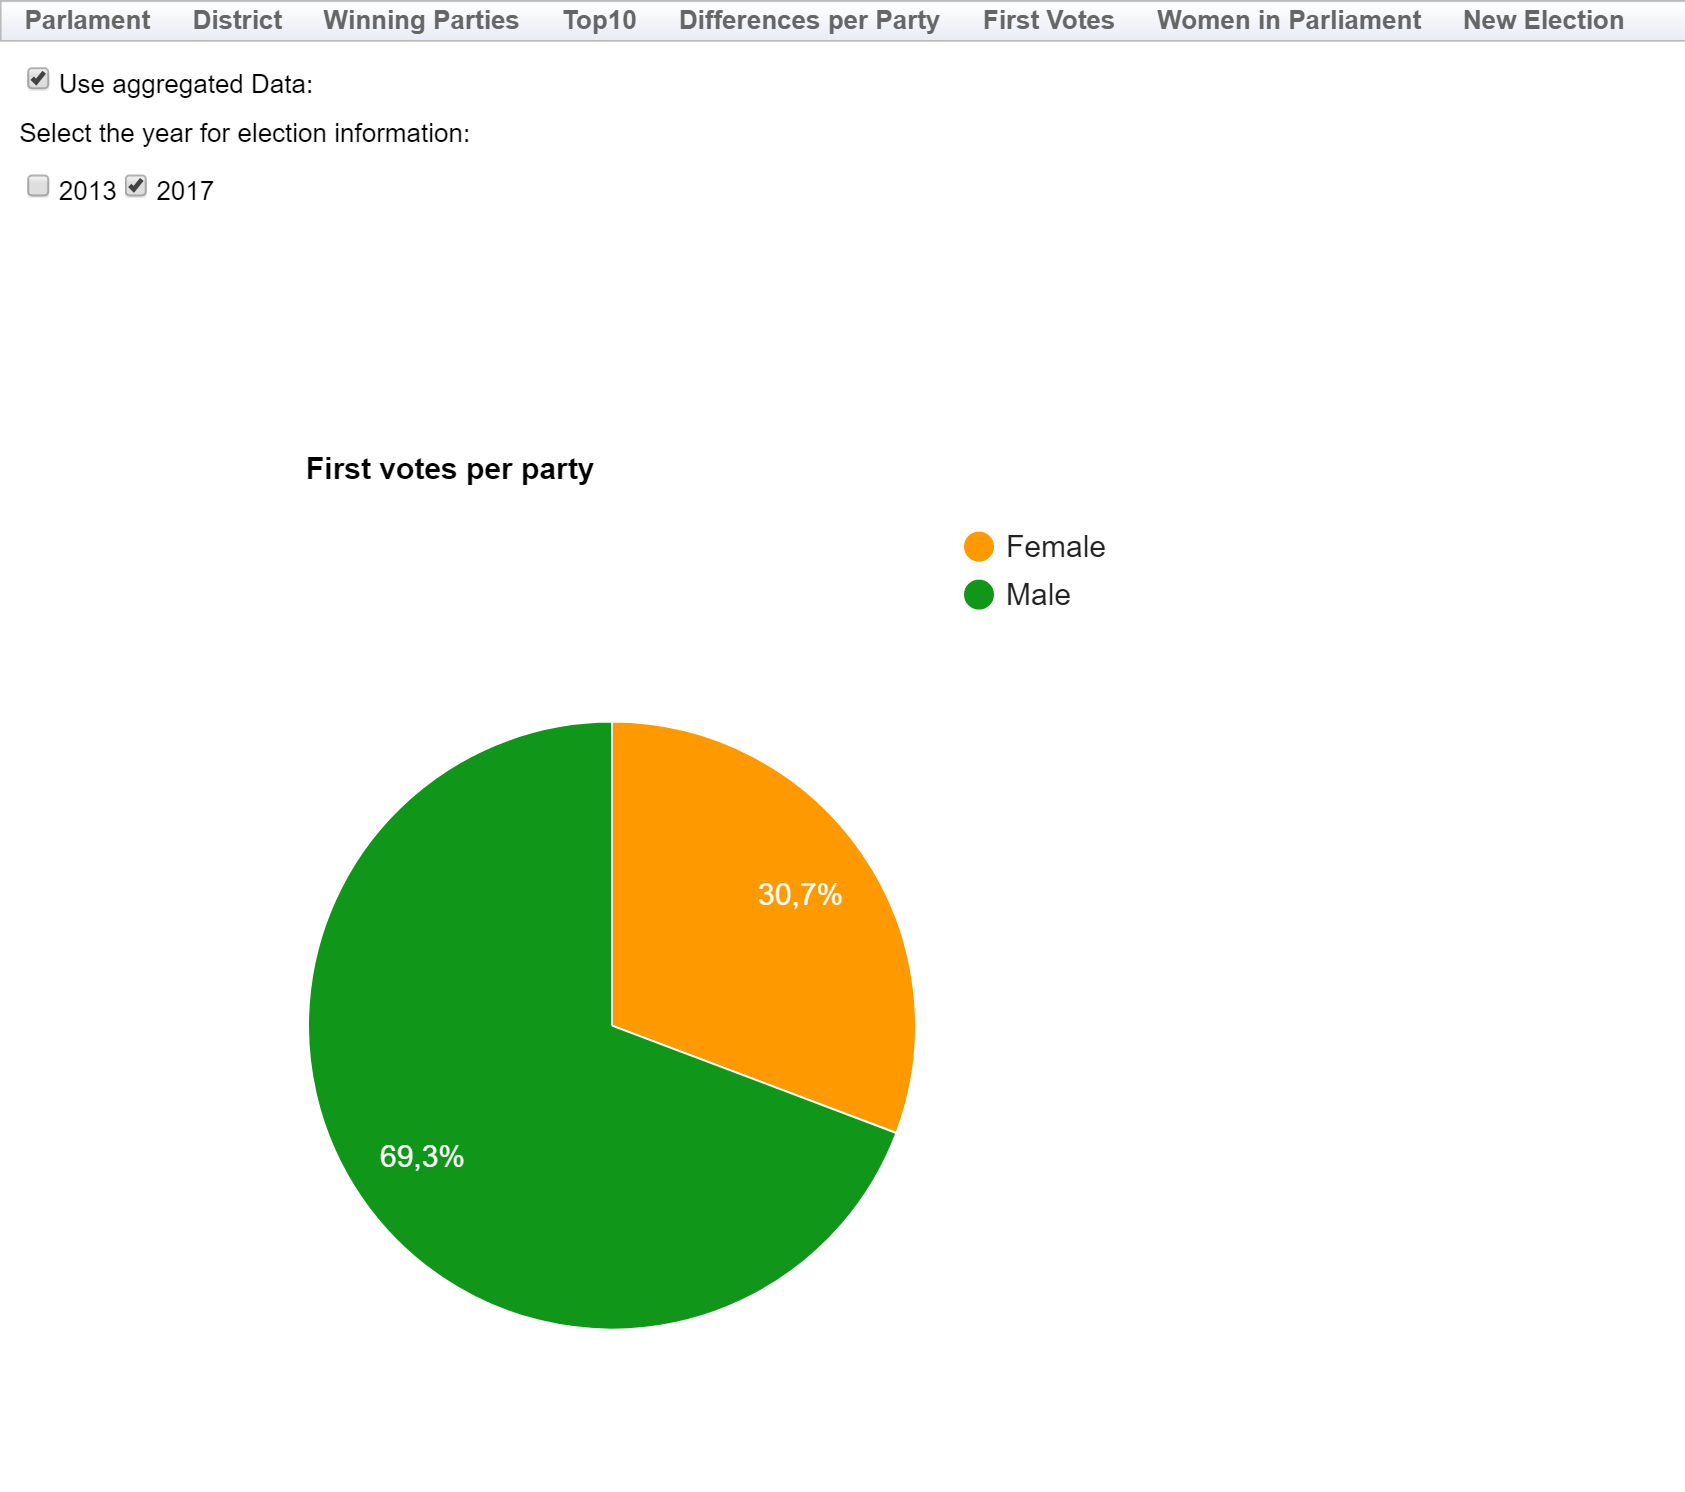 Parlament District Winning Parties Top10 Differences per Party First Votes Women in Parliament New Election
Use aggregated Data:
Select the year for election information:
2013 2017
First votes per party
Female
Male
30,7%
69,3%